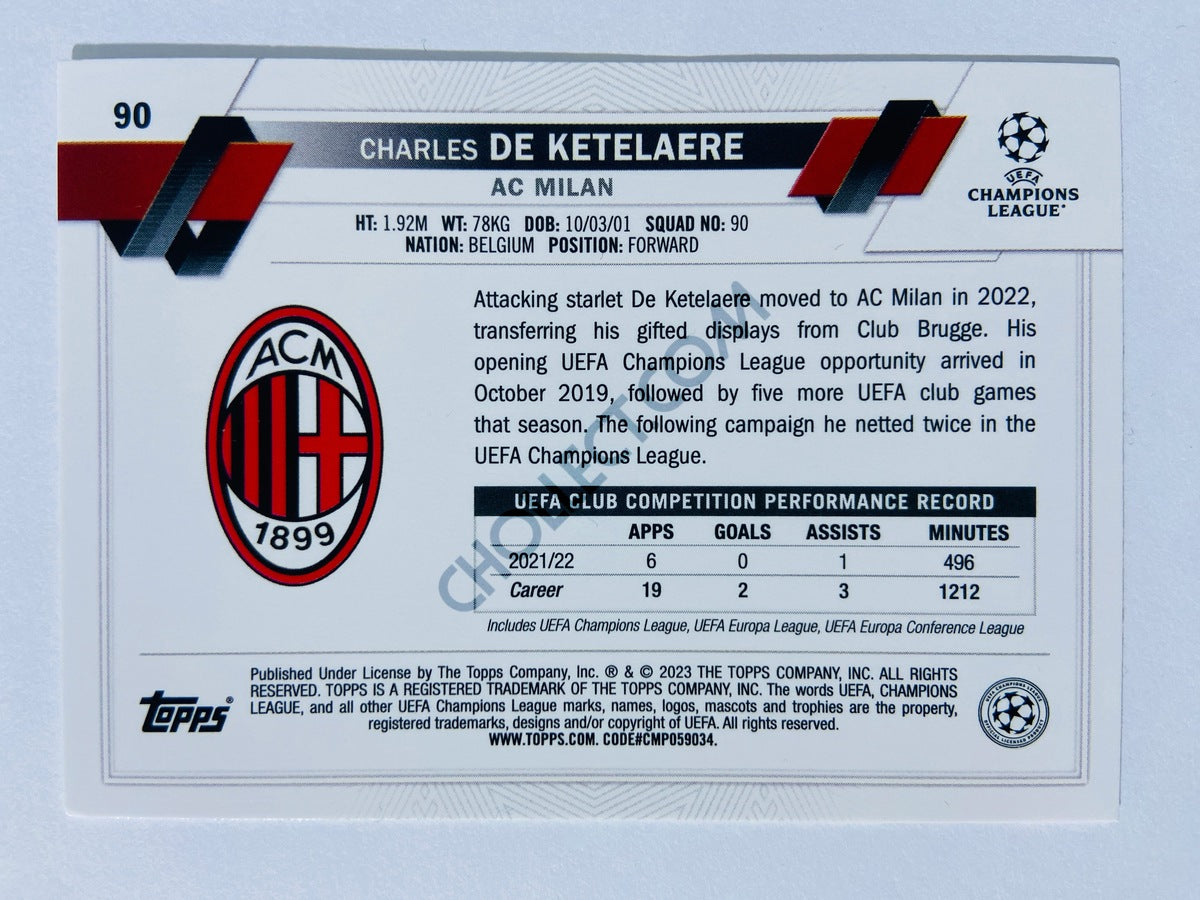 90
CHARLES DE KETELAERE
AC MILAN
HT: 1.92M WT: 78KG DOB: 10/03/01 SQUAD NO: 90
NATION: BELGIUM POSITION: FORWARD
UEFA
CHAMPIONS
LEAGUE
ACM
1899
Attacking starlet De Ketelaere moved to AC Milan in 2022,
transferring his gifted displays from Club Brugge. His
opening UEFA Champions League opportunity arrived in
October 2019, followed by five more UEFA club games
that season. The following campaign he netted twice in the
UEFA Champions League.
CHOLLECT.COM
UEFA CLUB COMPETITION PERFORMANCE RECORD
APPS GOALS ASSISTS MINUTES
2021/22 6 0 1 496
Career 19 2 3 1212
Includes UEFA Champions League, UEFA Europa League, UEFA Europa Conference League
Published Under License by The Topps Company, Inc. ® & © 2023 THE TOPPS COMPANY, INC. ALL RIGHTS
RESERVED. TOPPS IS A REGISTERED TRADEMARK OF THE TOPPS COMPANY, INC. The words UEFA, CHAMPIONS
LEAGUE, and all other UEFA Champions League marks, names, logos, mascots and trophies are the property,
registered trademarks, designs and/or copyright of UEFA. All rights reserved.
WWW.TOPPS.COM. CODE#CMP059034.
Topps®
UEFA CHAMPIONS LEAGUE
OFFICIAL LICENSED PRODUCT